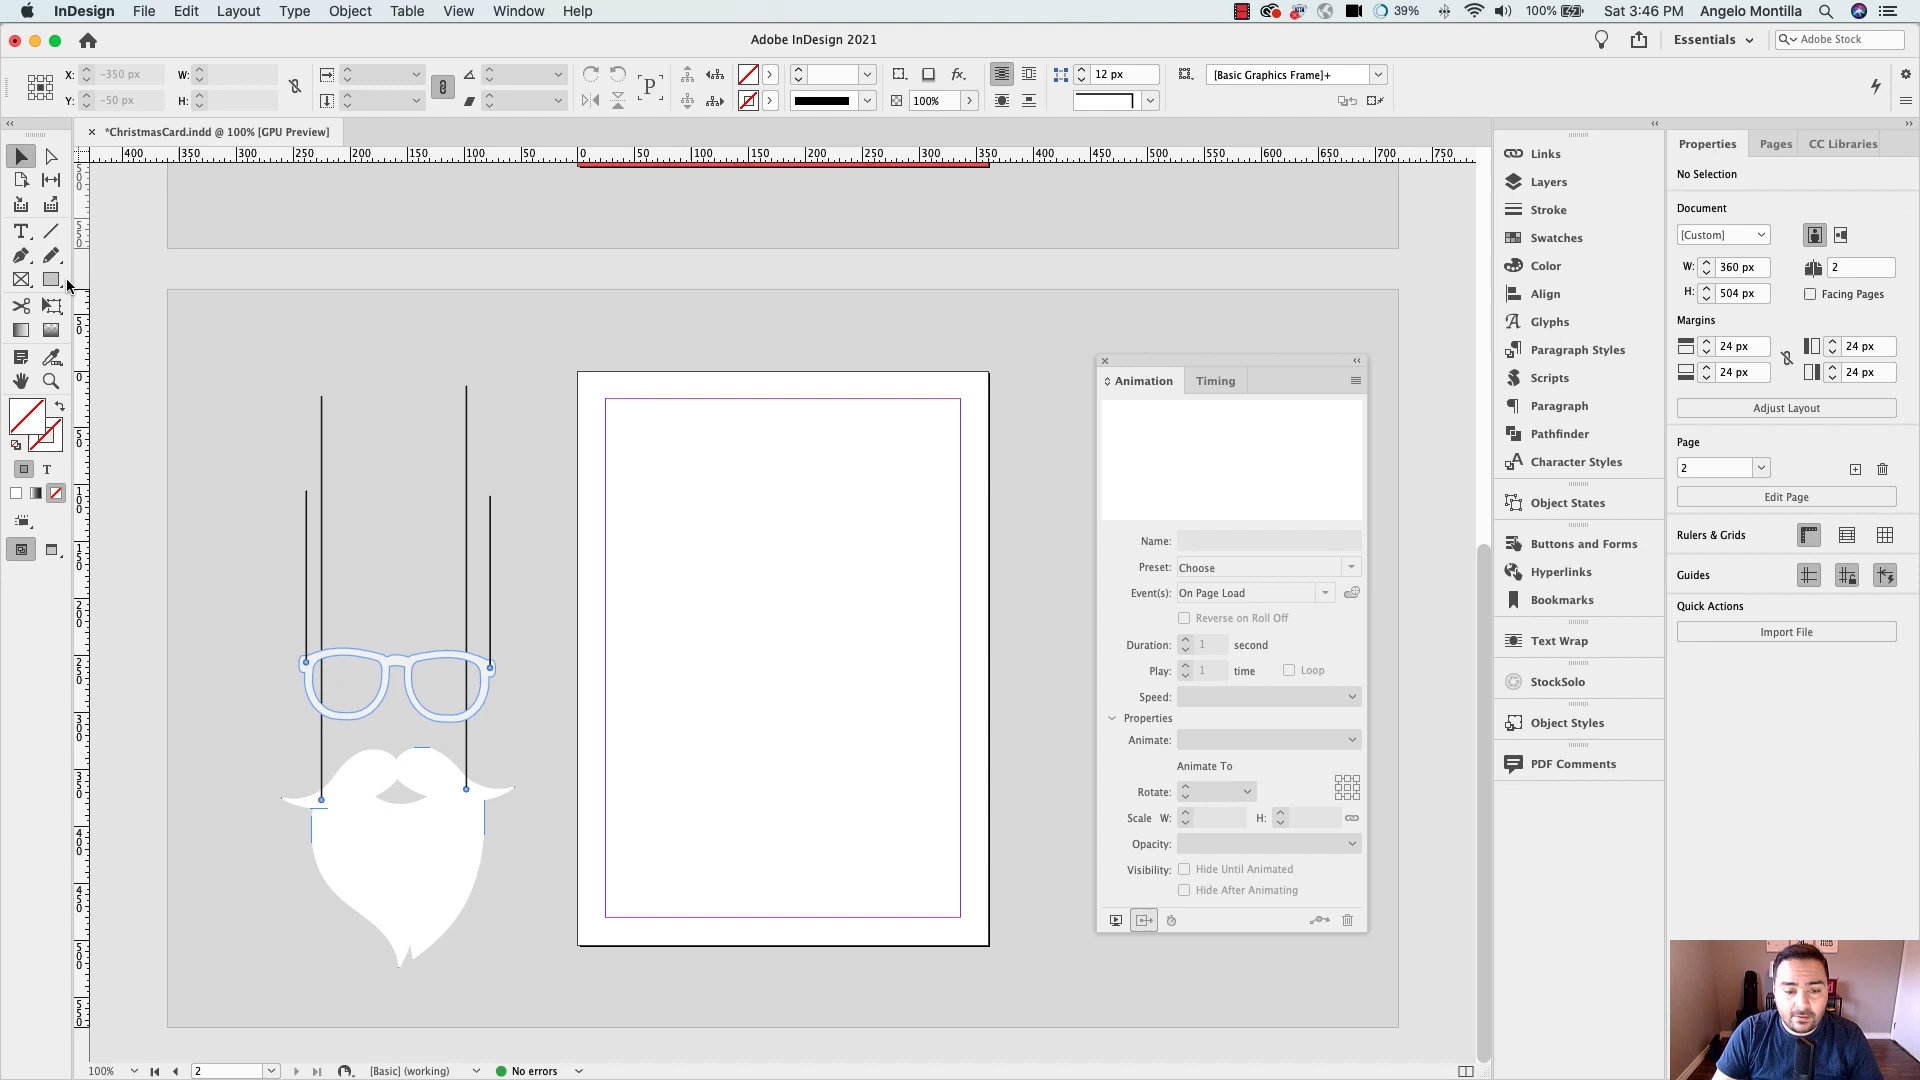 InDesign File Edit Layout Type Object Table View Window Help 39% 100% Sat 3:46 PM Angelo Montilla
Adobe InDesign 2021 Essentials Adobe Stock
X: -350 px W: 12 px [Basic Graphics Frame]+
Y: -50 px H: 100%
*ChristmasCard.indd @ 100% [GPU Preview]
400 350 300 250 200 150 100 50 0 50 100 150 200 250 300 350 400 450 500 550 600 650 700 750
Links
Layers
Stroke
Swatches
Color
Align
Glyphs
Paragraph Styles
Scripts
Paragraph
Pathfinder
Character Styles
Object States
Buttons and Forms
Hyperlinks
Bookmarks
Text Wrap
StockSolo
Object Styles
PDF Comments
Properties Pages CC Libraries
No Selection
Document
[Custom]
W: 360 px 2
H: 504 px Facing Pages
Margins
24 px 24 px
24 px 24 px
Adjust Layout
Page
2
Edit Page
Rulers & Grids
Guides
Quick Actions
Import File
Animation Timing
Name:
Preset: Choose
Event(s): On Page Load
Reverse on Roll Off
Duration: 1 second
Play: 1 time Loop
Speed:
Properties
Animate:
Animate To
Rotate:
Scale W: H:
Opacity:
Visibility: Hide Until Animated
Hide After Animating
100% 2 [Basic] (working) No errors